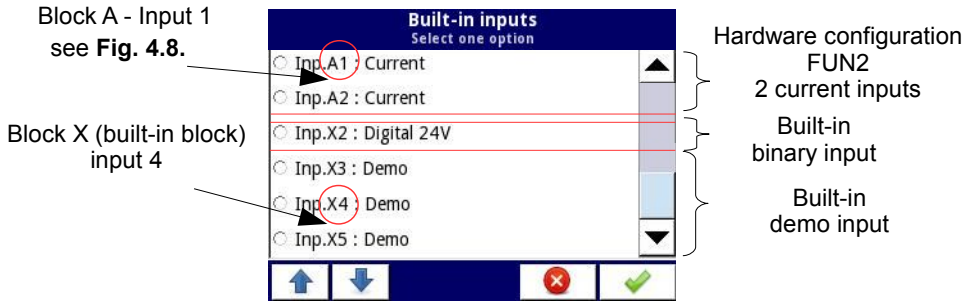 Block A - Input 1
see Fig. 4.8.
Block X (built-in block)
input 4
Built-in inputs
Select one option
Inp.A1 : Current
Inp.A2 : Current
Inp.X2 : Digital 24V
Inp.X3 : Demo
Inp.X4 : Demo
Inp.X5 : Demo
Hardware configuration
FUN2
2 current inputs
Built-in
binary input
Built-in
demo input